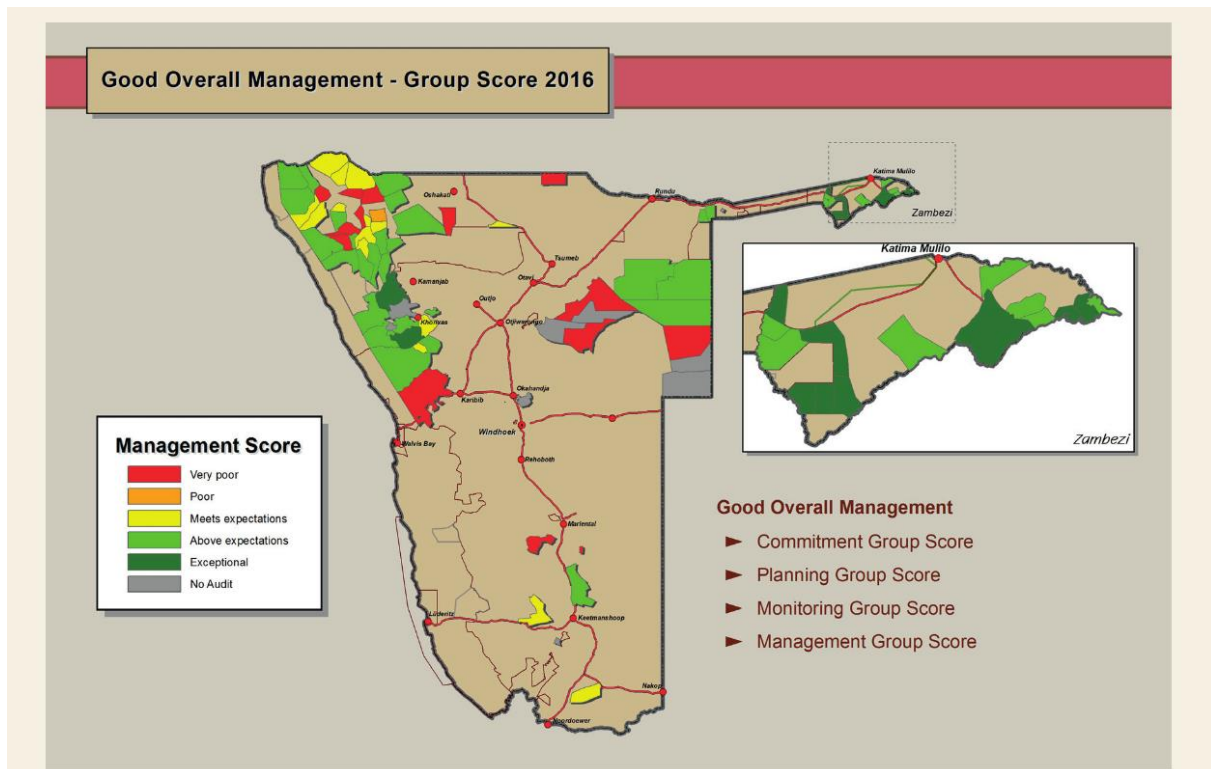 Good Overall Management - Group Score 2016
Katima Mulilo
Rundu
Oshakati
Zambezi
Tsumeb
Otavi
Kamanjab
Outjo
Khorixas
Otjiwarongo
Okahandja
Karibib
Windhoek
Walvis Bay
Rehoboth
Mariental
Lüderitz
Keetmanshoop
Nakop
Noordoewer
Katima Mulilo
Zambezi
Management Score
Very poor
Poor
Meets expectations
Above expectations
Exceptional
No Audit
Good Overall Management
► Commitment Group Score
► Planning Group Score
► Monitoring Group Score
► Management Group Score